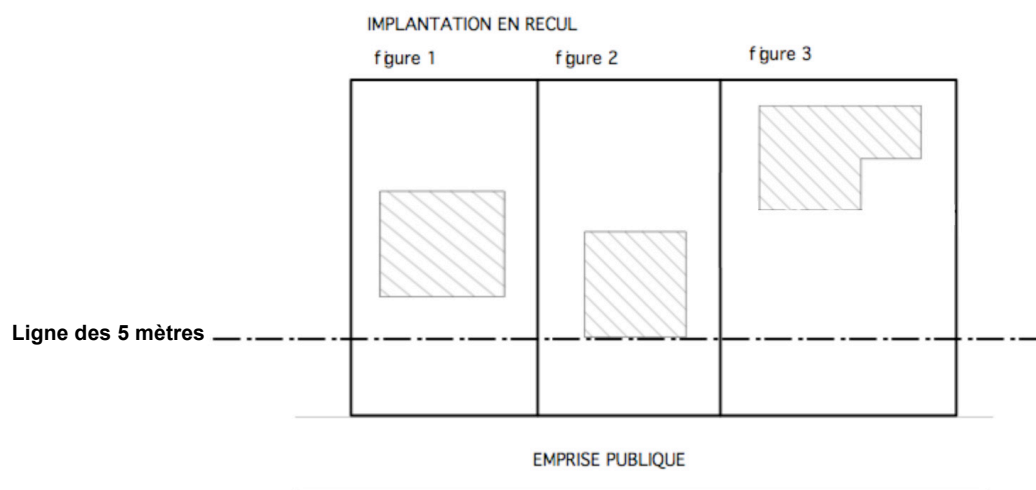 IMPLANTATION EN RECUL
figure 1
figure 2
figure 3
Ligne des 5 mètres
EMPRISE PUBLIQUE